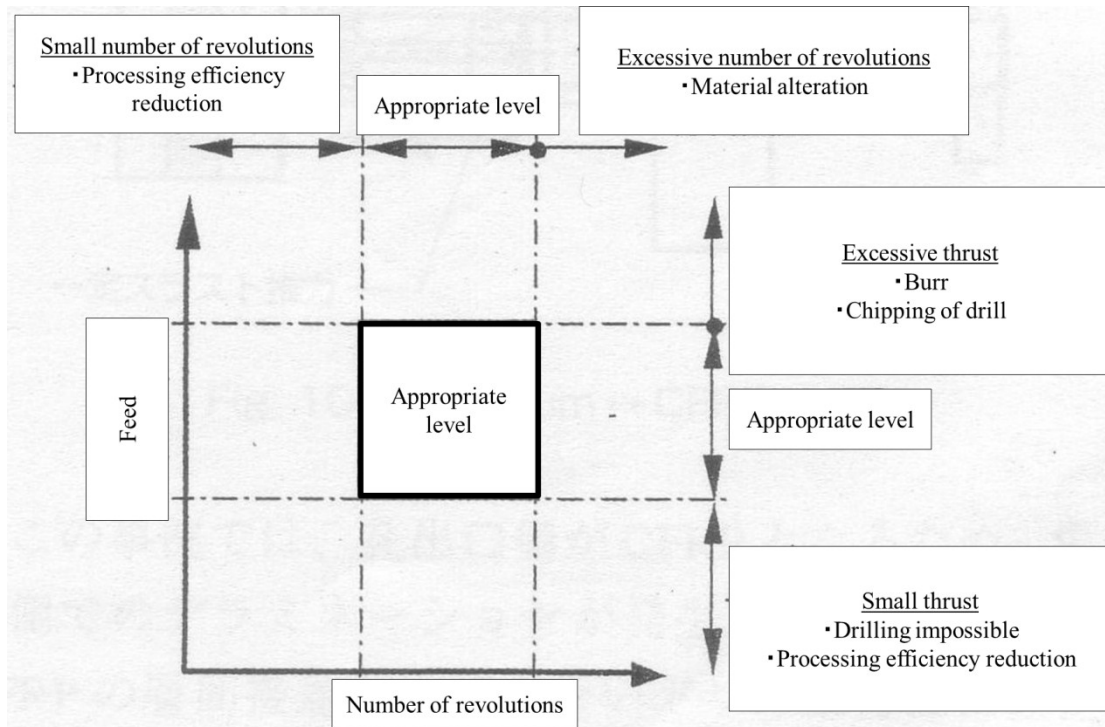 Small number of revolutions
・Processing efficiency
reduction
Appropriate level
Excessive number of revolutions
・Material alteration
Excessive thrust
・Burr
・Chipping of drill
Feed
Appropriate
level
Appropriate level
Small thrust
・Drilling impossible
・Processing efficiency reduction
Number of revolutions